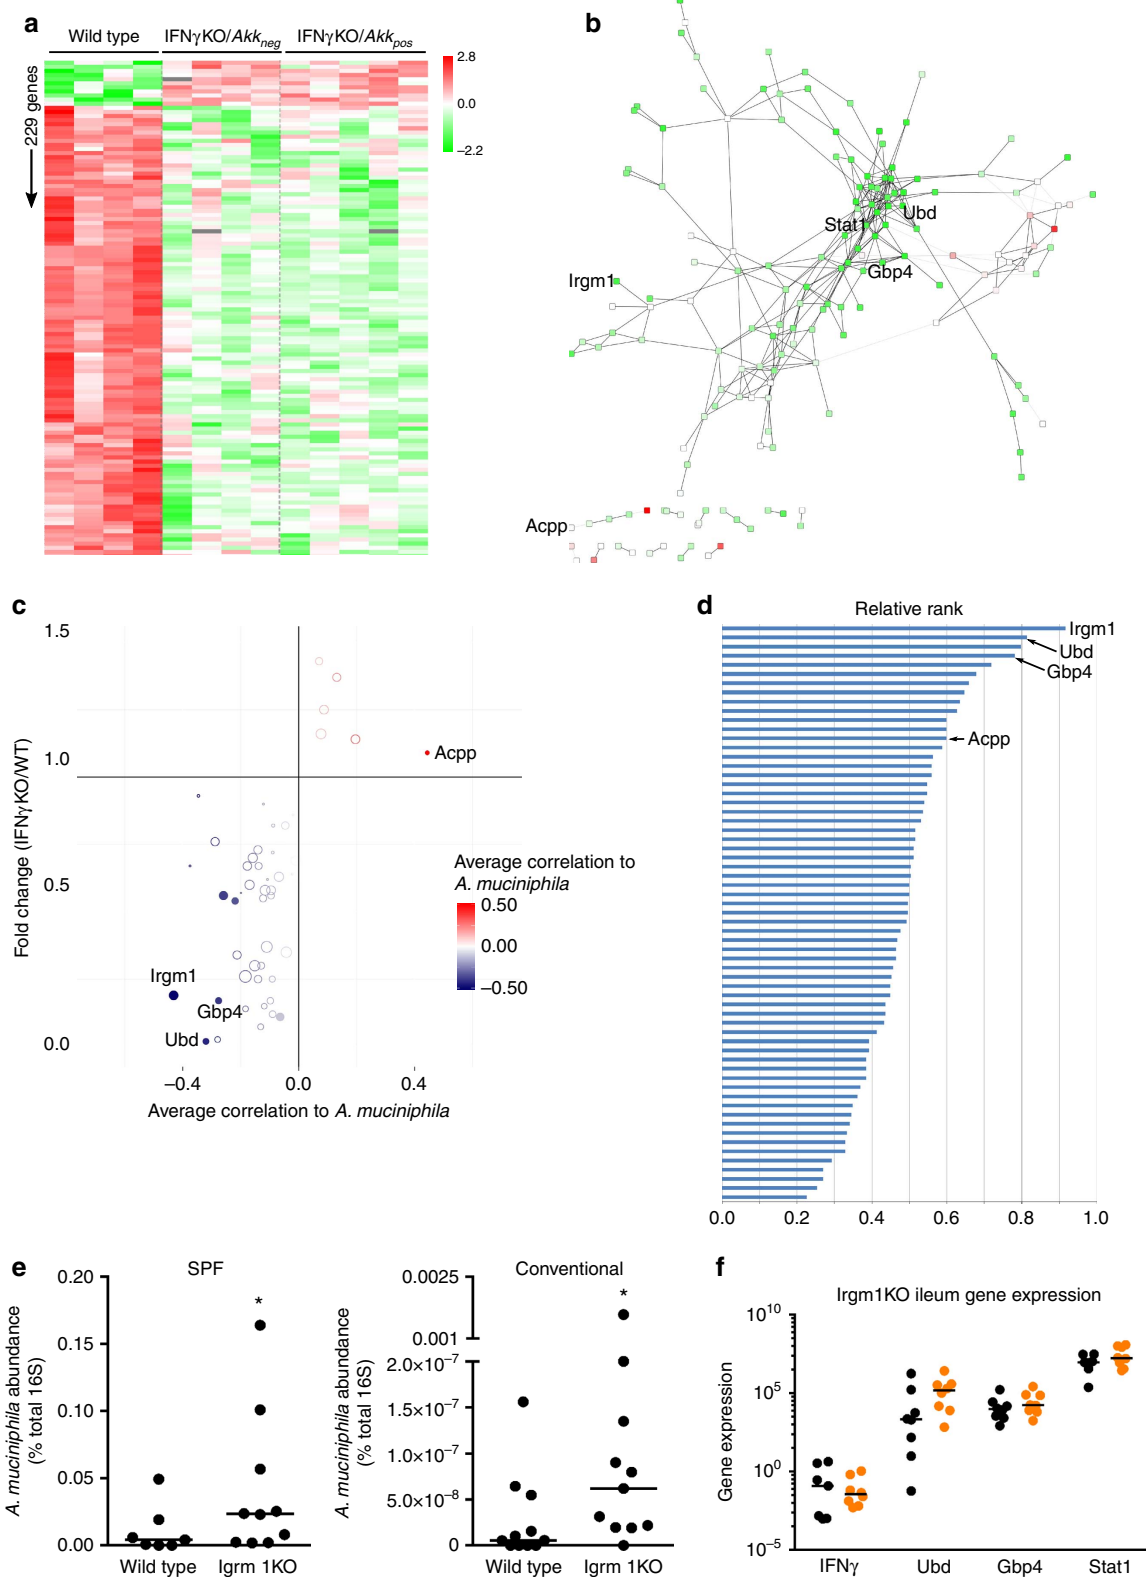 a
Wild type
IFNγKO/Akkneg
IFNγKO/Akkpos
229 genes
2.8
0.0
−2.2
b
Stat1
Ubd
Gbp4
Irgm1
Acpp
c
1.5
1.0
0.5
0.0
Fold change (IFNγKO/WT)
Acpp
Irgm1
Gbp4
Ubd
−0.4
0.0
0.4
Average correlation to A. muciniphila
Average correlation to
A. muciniphila
0.50
0.00
−0.50
d
Relative rank
Irgm1
Ubd
Gbp4
Acpp
0.0
0.2
0.4
0.6
0.8
1.0
e
SPF
A. muciniphila abundance
(% total 16S)
0.20
0.15
0.10
0.05
0.00
*
Wild type
Igrm 1KO
Conventional
A. muciniphila abundance
(% total 16S)
0.0025
0.001
2.0×10−7
1.5×10−7
1.0×10−7
5.0×10−8
0
*
Wild type
Igrm 1KO
f
Irgm1KO ileum gene expression
Gene expression
10^10
10^5
10^0
10^−5
IFNγ
Ubd
Gbp4
Stat1